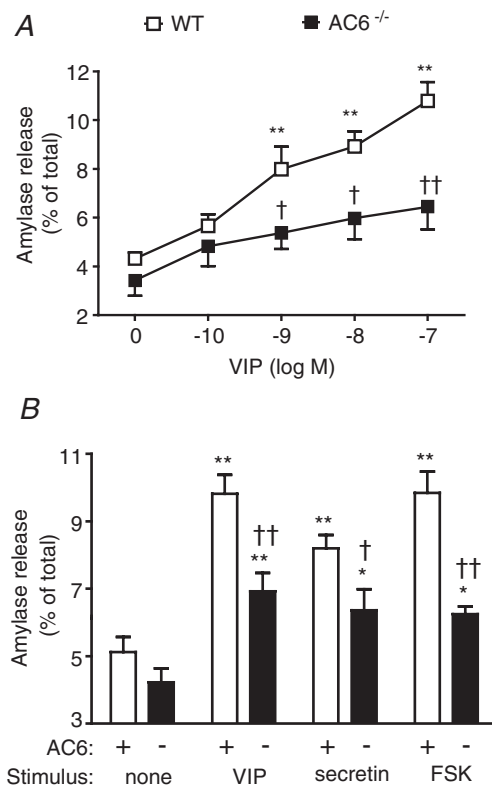 A
WT AC6 -/-
12
10
8
6
4
2
Amylase release
(% of total)
**
**
**
†
†
††
0 -10 -9 -8 -7
VIP (log M)
B
11
9
7
5
3
Amylase release
(% of total)
**
††
**
**
†
*
**
††
*
AC6: + - + - + - + -
Stimulus: none VIP secretin FSK